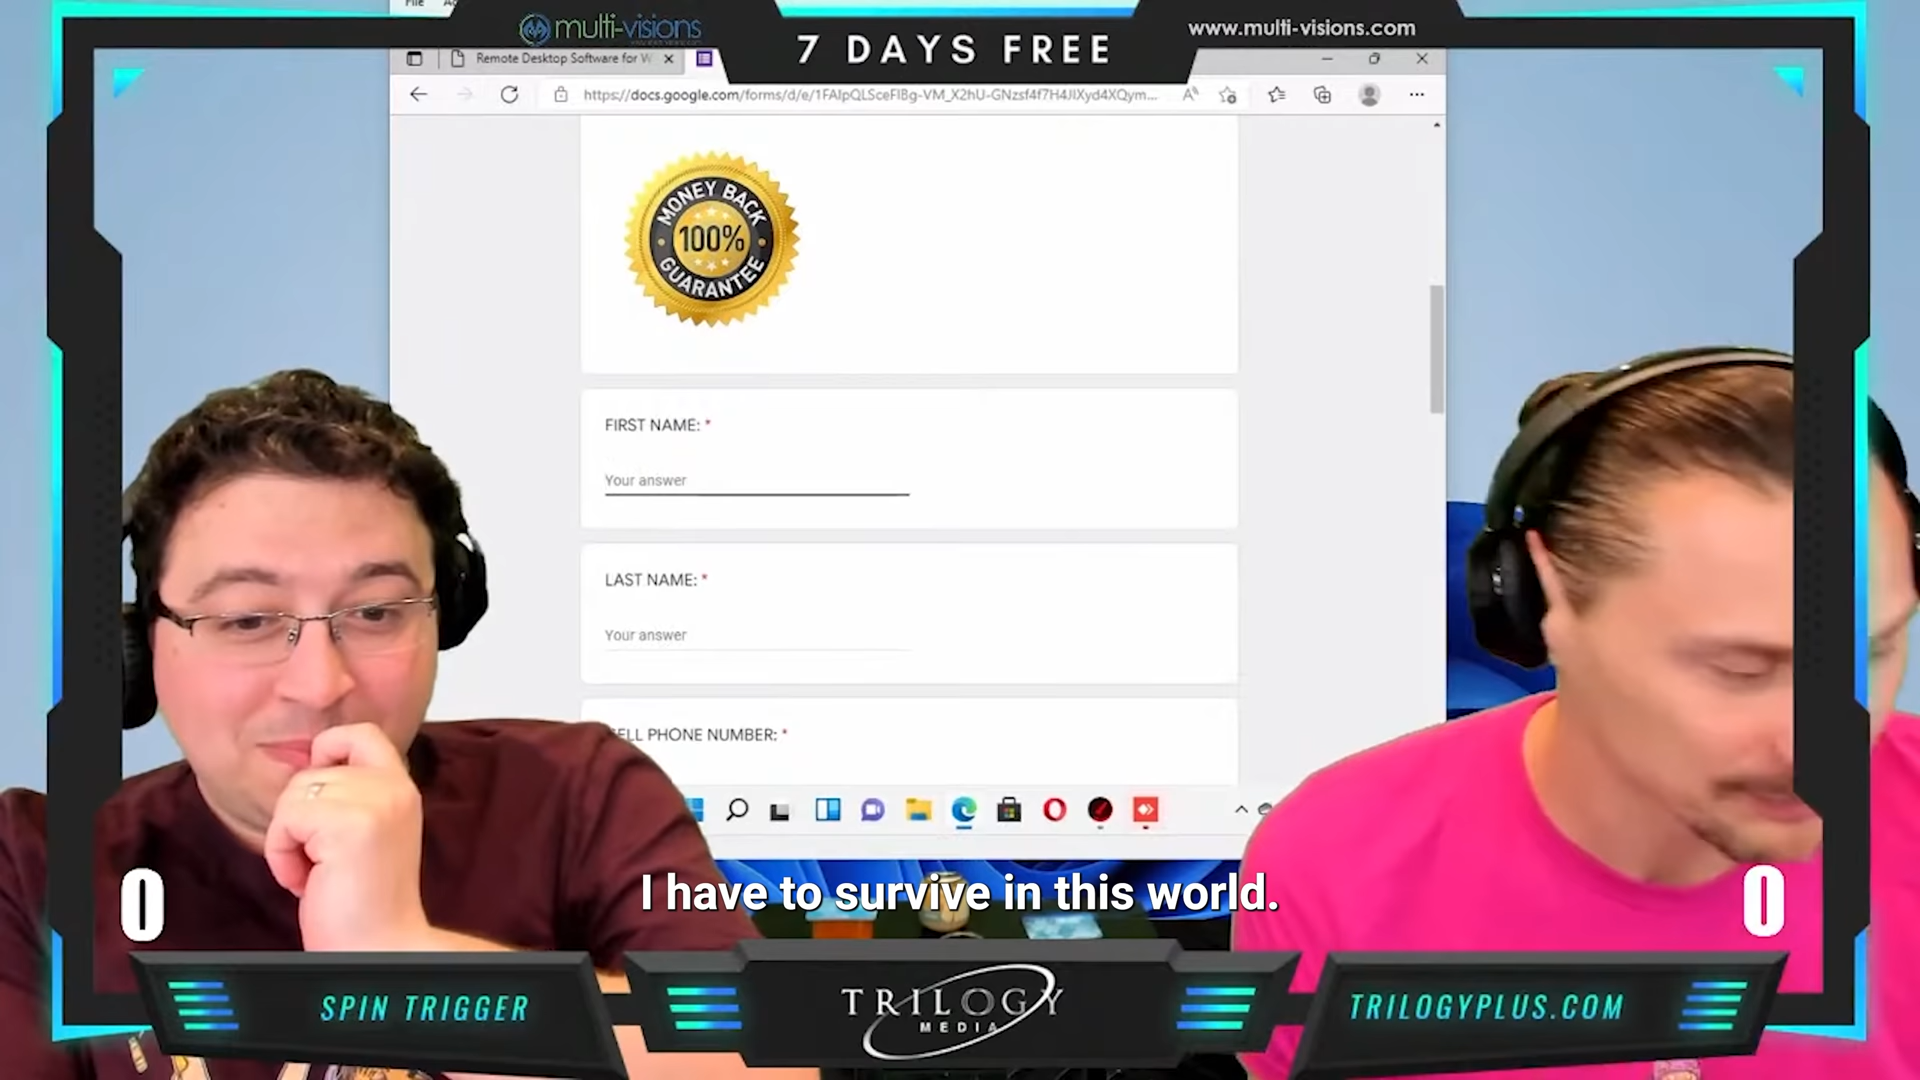 File
multi-visions
www.multi-visions.com
7 DAYS FREE
Remote Desktop Software for W
https://docs.google.com/forms/d/e/1FAIpQLSceFlBg-VM_X2hU-GNzsf4f7H4JIXyd4XQym...
MONEY BACK
100%
GUARANTEE
FIRST NAME: *
Your answer
LAST NAME: *
Your answer
ELL PHONE NUMBER: *
I have to survive in this world.
0
0
SPIN TRIGGER
TRILOGY
MEDIA
TRILOGYPLUS.COM